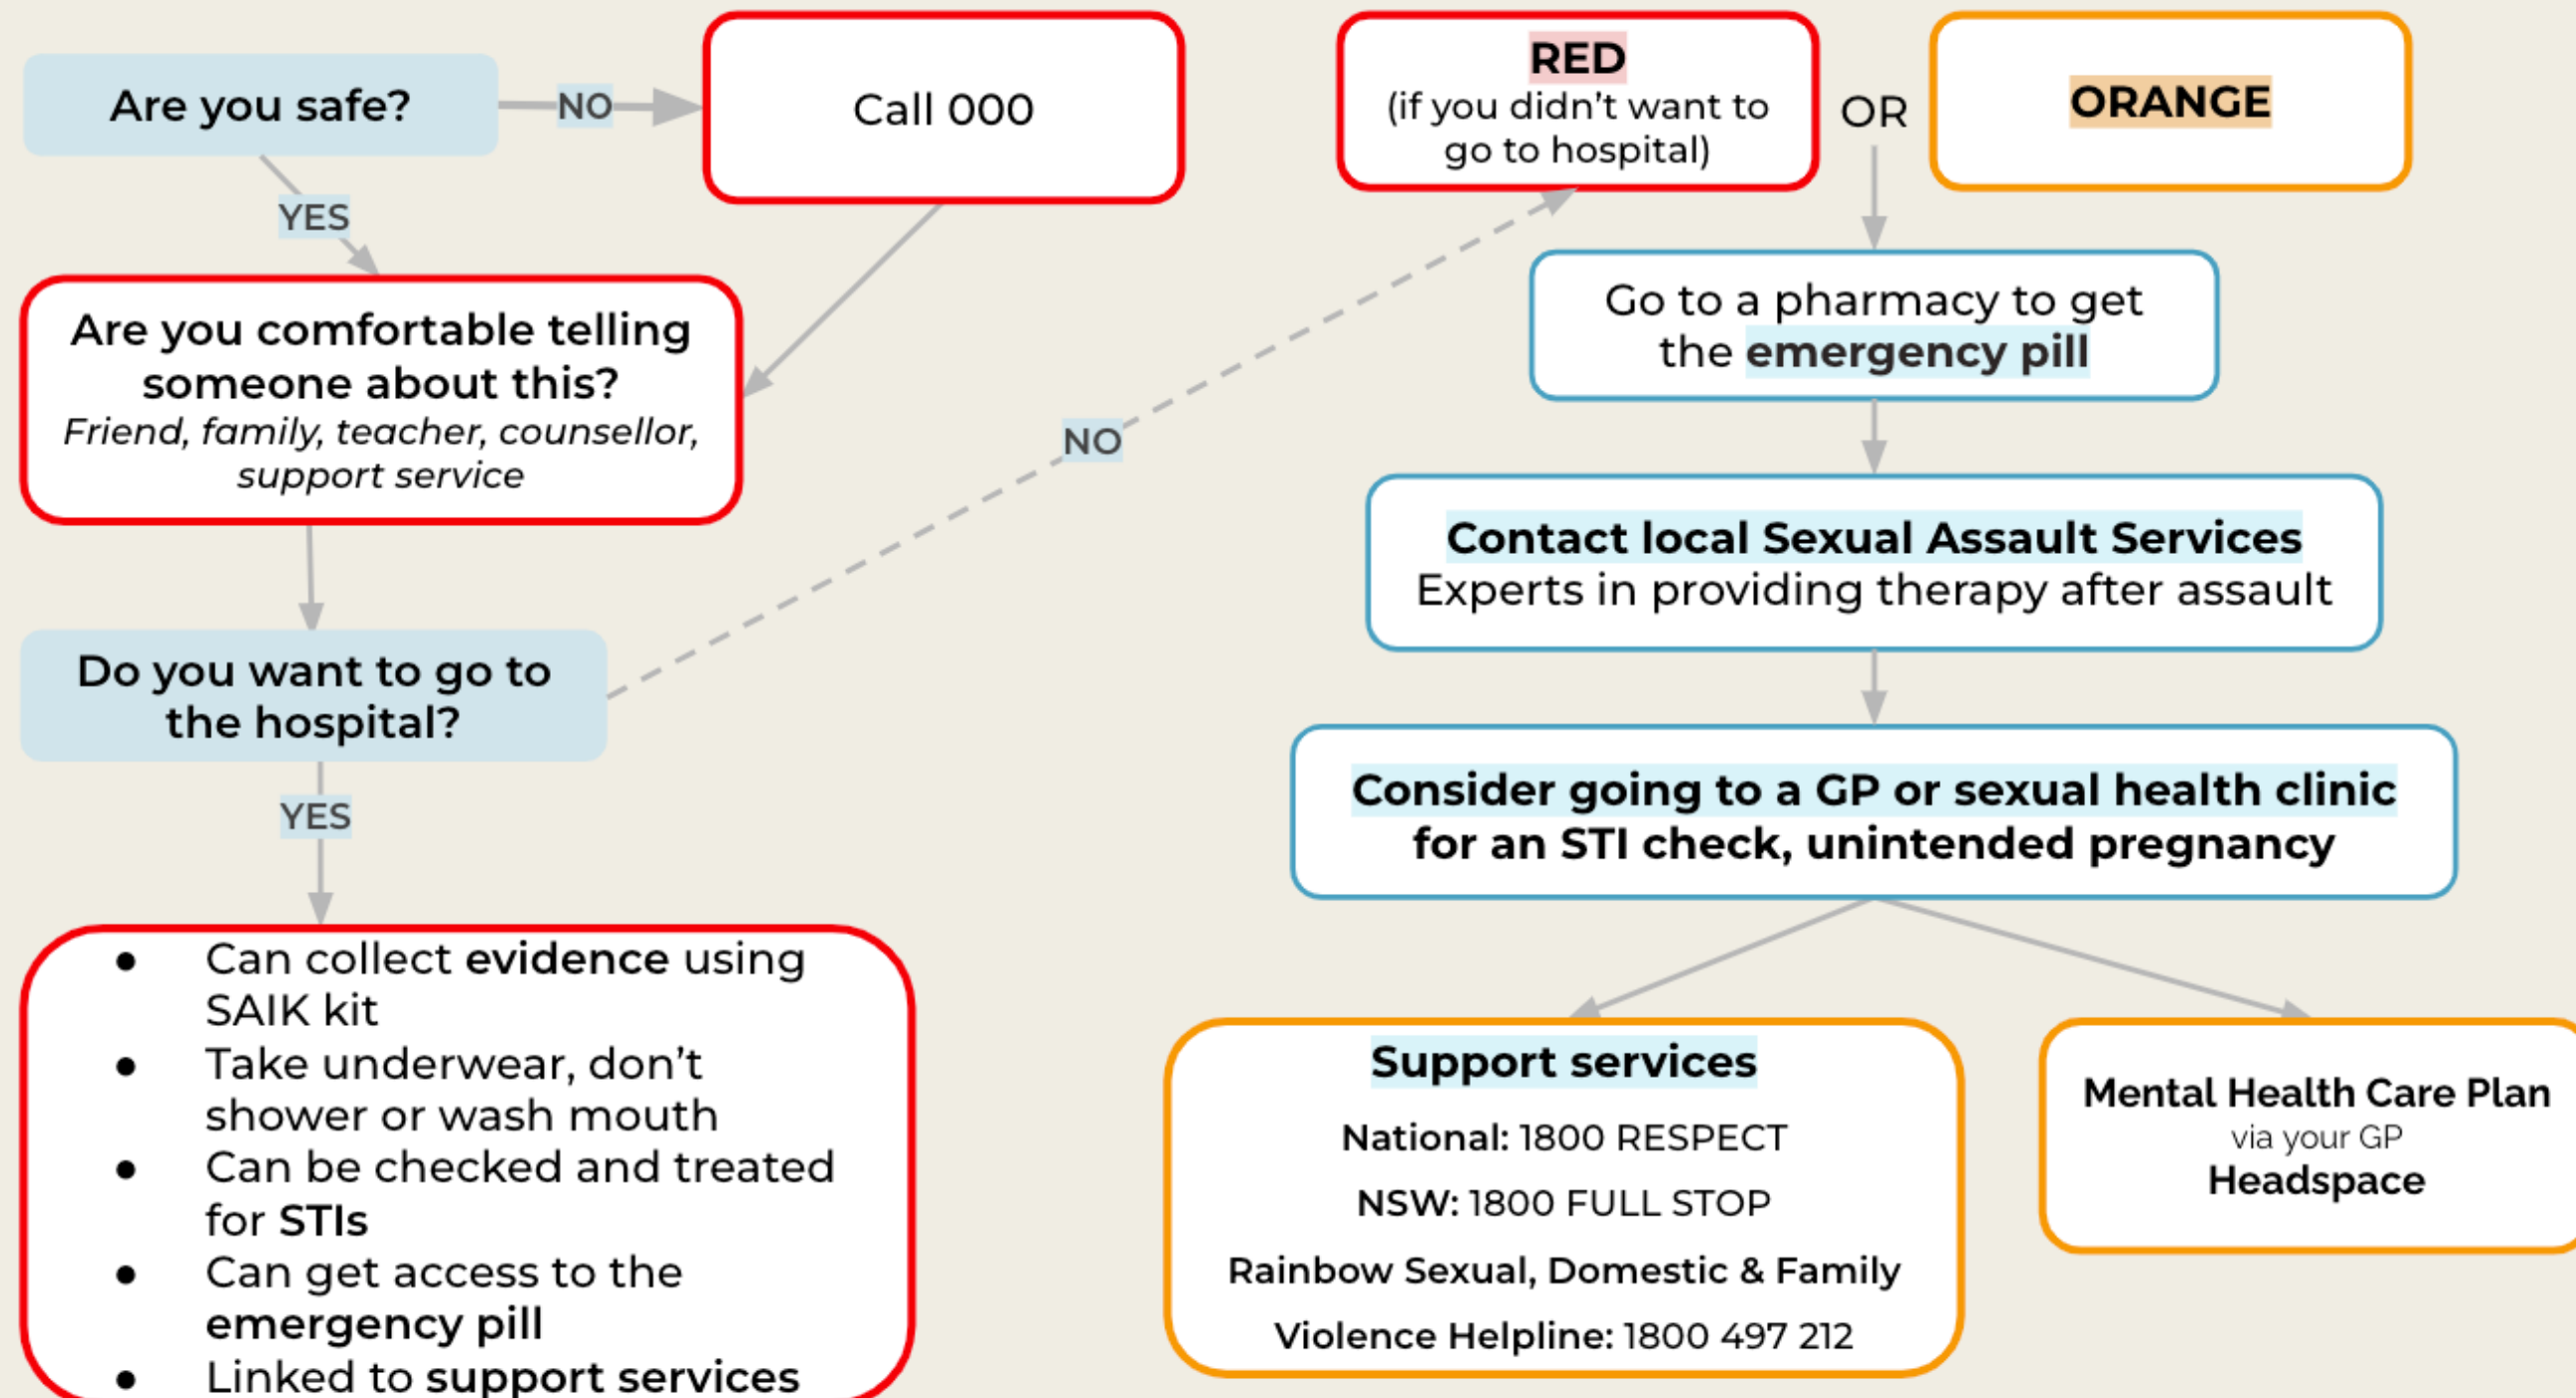 Are you safe?
NO
Call 000
YES
Are you comfortable telling
someone about this?
Friend, family, teacher, counsellor,
support service
Do you want to go to
the hospital?
NO
YES
● Can collect evidence using
SAIK kit
● Take underwear, don't
shower or wash mouth
● Can be checked and treated
for STIs
● Can get access to the
emergency pill
● Linked to support services
RED
(if you didn't want to
go to hospital)
OR
ORANGE
Go to a pharmacy to get
the emergency pill
Contact local Sexual Assault Services
Experts in providing therapy after assault
Consider going to a GP or sexual health clinic
for an STI check, unintended pregnancy
Support services
National: 1800 RESPECT
NSW: 1800 FULL STOP
Rainbow Sexual, Domestic & Family
Violence Helpline: 1800 497 212
Mental Health Care Plan
via your GP
Headspace